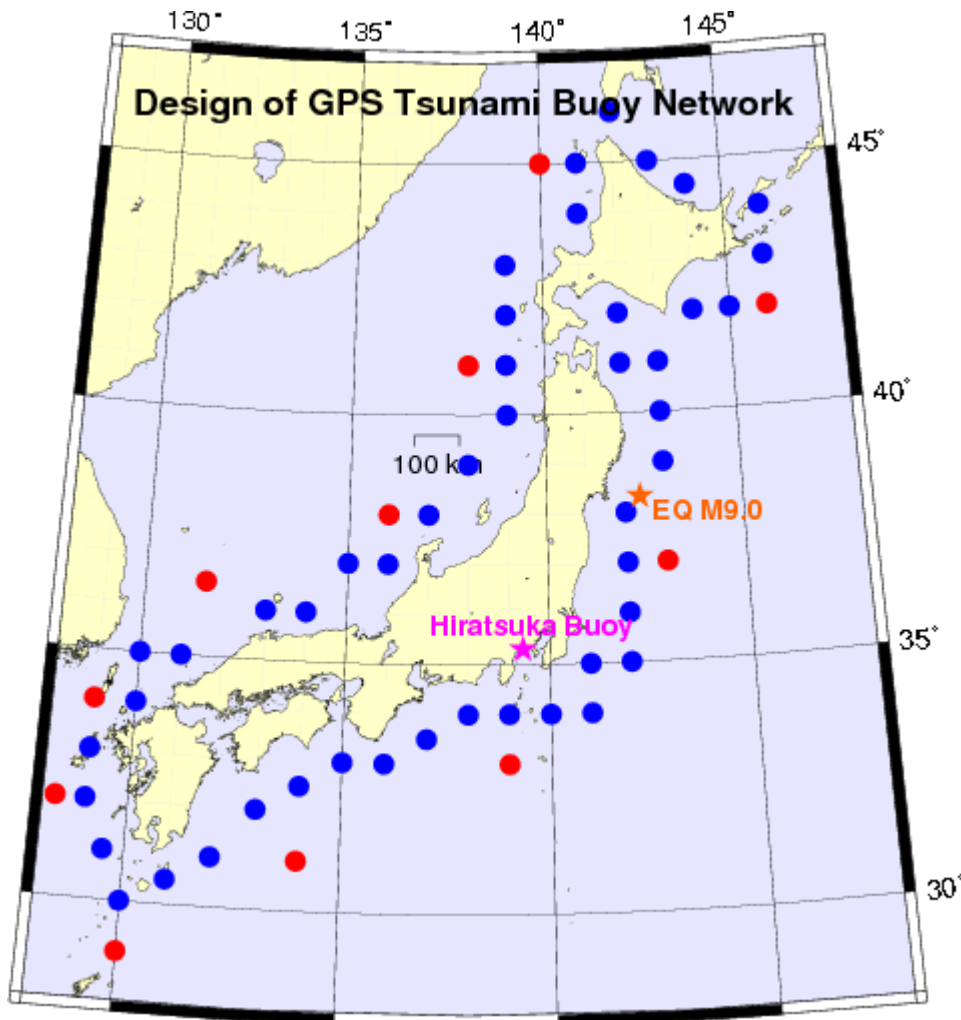 130° 135° 140° 145°
Design of GPS Tsunami Buoy Network
45°
40°
100 km
EQ M9.0
Hiratsuka Buoy
35°
30°